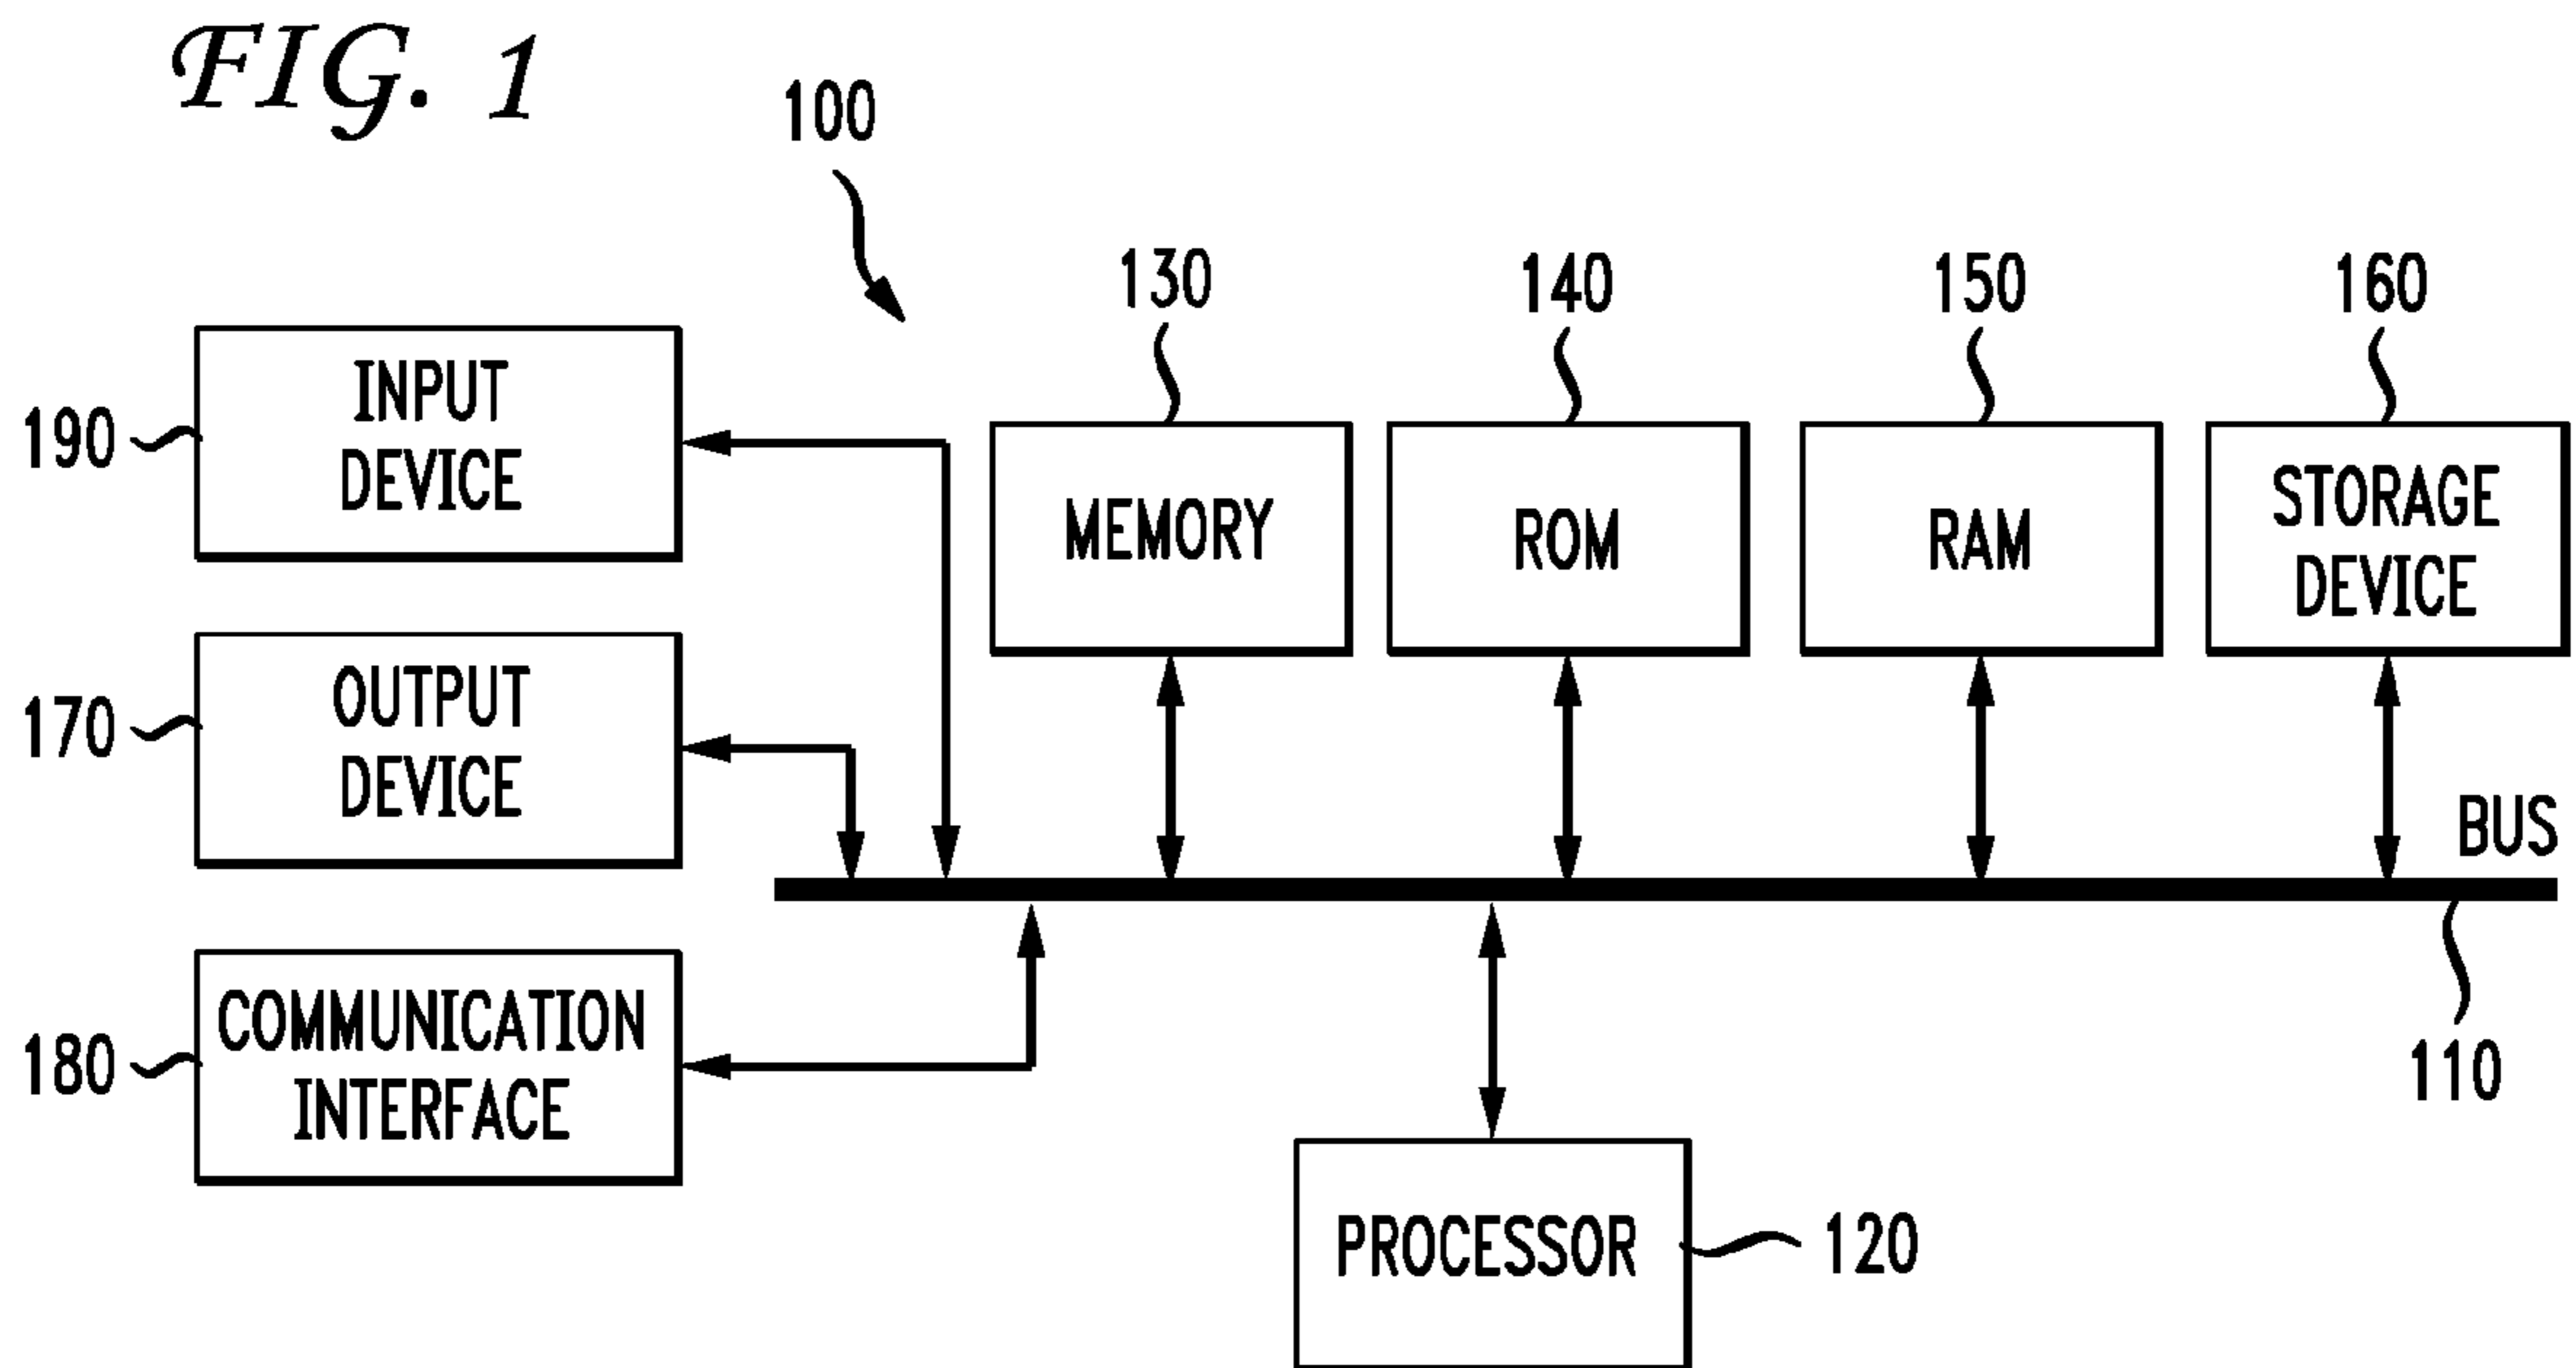 FIG. 1
100
130
140
150
160
190
INPUT
DEVICE
MEMORY
ROM
RAM
STORAGE
DEVICE
170
OUTPUT
DEVICE
BUS
180
COMMUNICATION
INTERFACE
110
PROCESSOR
120